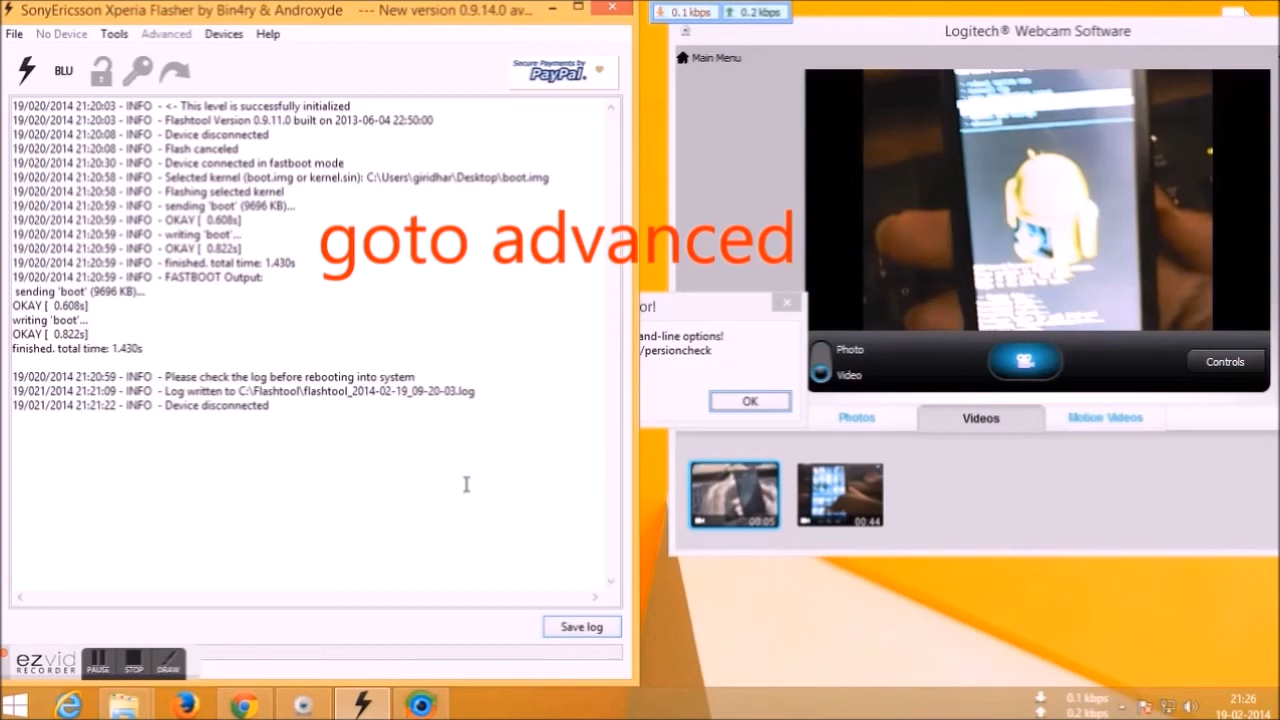 SonyEricsson Xperia Flasher by Bin4ry & Androxyde --- New version 0.9.14.0 av...
File No Device Tools Advanced Devices Help
BLU
Secure Payments by
PayPal.
19/020/2014 21:20:03 - INFO - <- This level is successfully initialized
19/020/2014 21:20:03 - INFO - Flashtool Version 0.9.11.0 built on 2013-06-04 22:50:00
19/020/2014 21:20:08 - INFO - Device disconnected
19/020/2014 21:20:08 - INFO - Flash canceled
19/020/2014 21:20:30 - INFO - Device connected in fastboot mode
19/020/2014 21:20:58 - INFO - Selected kernel (boot.img or kernel.sin): C:\Users\giridhar\Desktop\boot.img
19/020/2014 21:20:58 - INFO - Flashing selected kernel
19/020/2014 21:20:59 - INFO - sending 'boot' (9696 KB)...
19/020/2014 21:20:59 - INFO - OKAY [ 0.608s]
19/020/2014 21:20:59 - INFO - writing 'boot'...
19/020/2014 21:20:59 - INFO - OKAY [ 0.822s]
19/020/2014 21:20:59 - INFO - finished. total time: 1.430s
19/020/2014 21:20:59 - INFO - FASTBOOT Output:
sending 'boot' (9696 KB)...
OKAY [ 0.608s]
writing 'boot'...
OKAY [ 0.822s]
finished. total time: 1.430s
19/020/2014 21:20:59 - INFO - Please check the log before rebooting into system
19/021/2014 21:21:09 - INFO - Log written to C:\Flashtool\flashtool_2014-02-19_09-20-03.log
19/021/2014 21:21:22 - INFO - Device disconnected
goto advanced
Save log
ezvid
RECORDER
PAUSE STOP DRAW
0.1 kbps 0.2 kbps
Logitech® Webcam Software
Main Menu
or!
and-line options!
/persioncheck
OK
Photo
Video
Controls
Photos Videos Motion Videos
00:05 00:44
0.1 kbps
0.2 kbps
21:26
19-02-2014